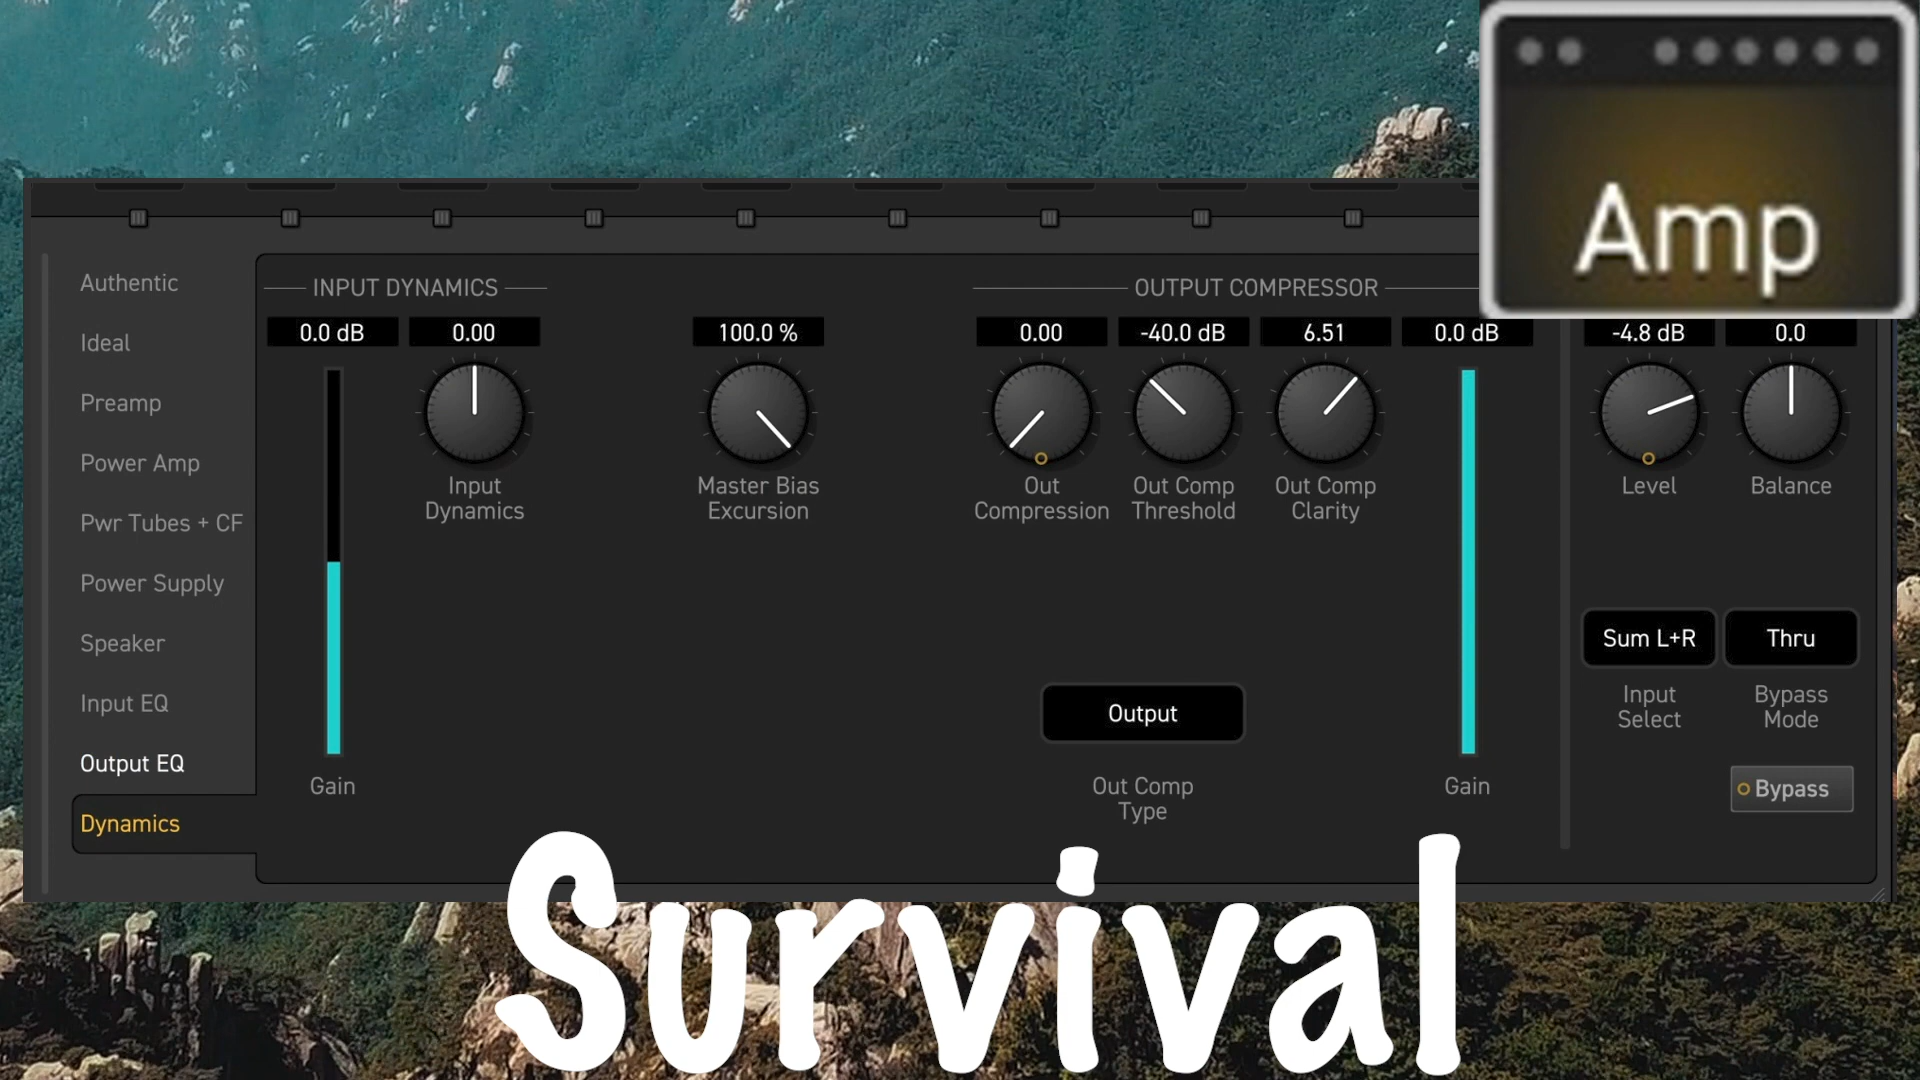 Amp
Authentic
Ideal
Preamp
Power Amp
Pwr Tubes + CF
Power Supply
Speaker
Input EQ
Output EQ
Dynamics
INPUT DYNAMICS
0.0 dB
0.00
100.0 %
Gain
Input
Dynamics
Master Bias
Excursion
OUTPUT COMPRESSOR
0.00
-40.0 dB
6.51
0.0 dB
Out
Compression
Out Comp
Threshold
Out Comp
Clarity
Output
Out Comp
Type
Gain
-4.8 dB
0.0
Level
Balance
Sum L+R
Thru
Input
Select
Bypass
Mode
Bypass
Survival